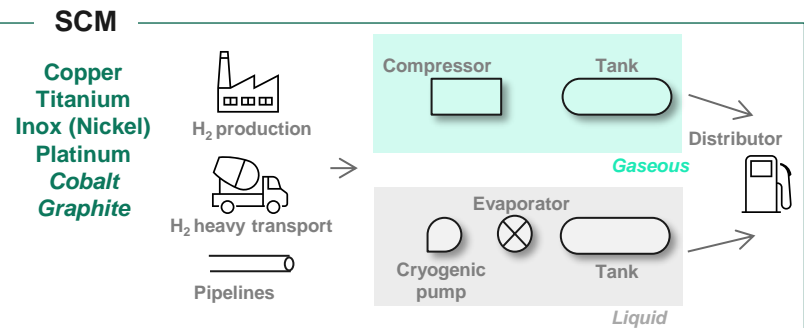 SCM
Copper
Titanium
Inox (Nickel)
Platinum
Cobalt
Graphite
H₂ production
H₂ heavy transport
Pipelines
Compressor
Tank
Gaseous
Evaporator
Cryogenic
pump
Tank
Liquid
Distributor